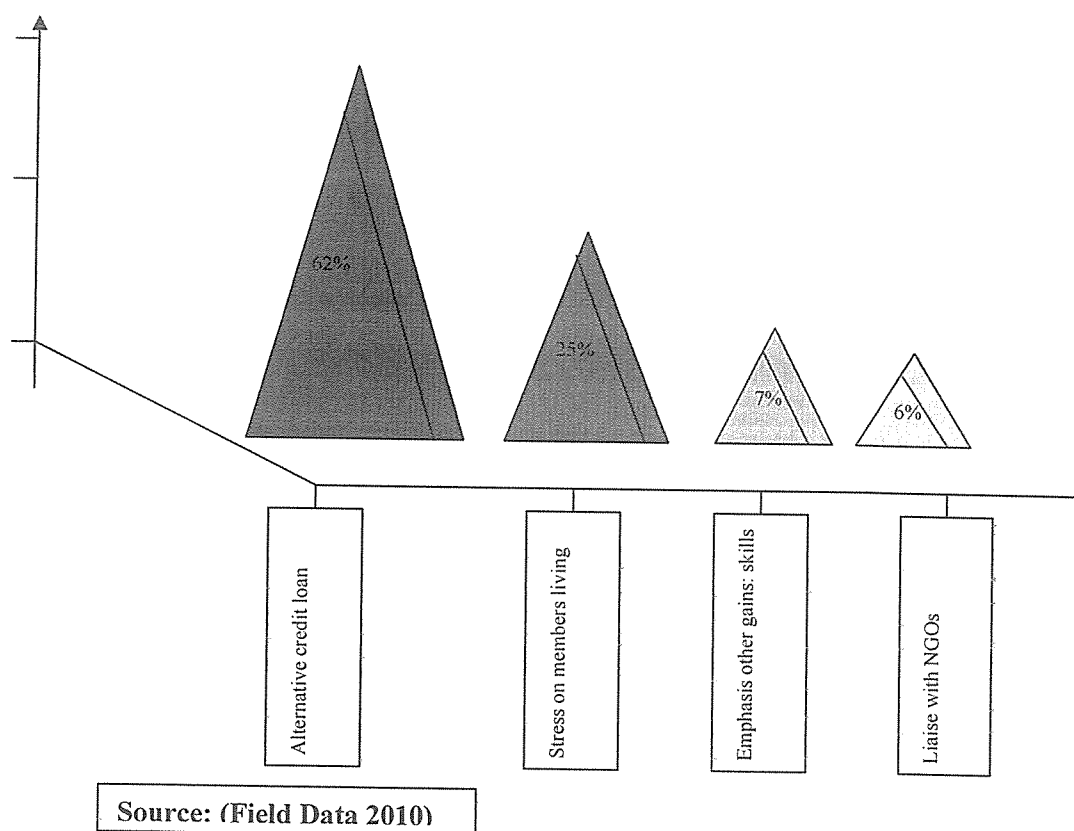 62%
25%
7%
6%
Alternative credit loan
Stress on members living
Emphasis other gains: skills
Liaise with NGOs
Source: (Field Data 2010)